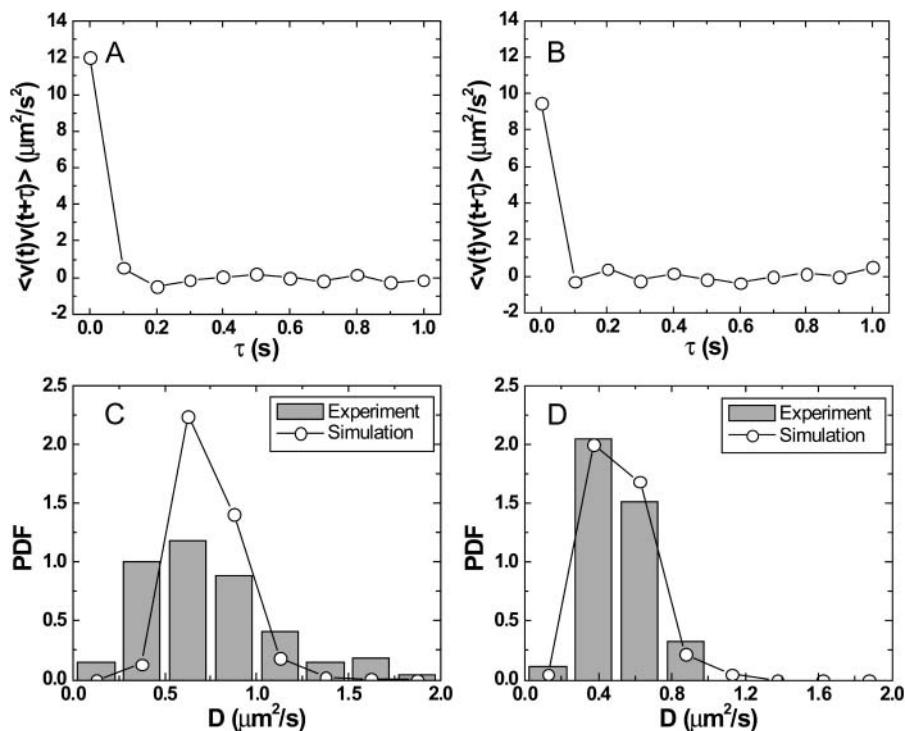 A
<v(t)v(t+τ)> (μm²/s²)
14
12
10
8
6
4
2
0
-2
0.0 0.2 0.4 0.6 0.8 1.0
τ (s)
B
<v(t)v(t+τ)> (μm²/s²)
14
12
10
8
6
4
2
0
-2
0.0 0.2 0.4 0.6 0.8 1.0
τ (s)
C
Experiment
Simulation
PDF
2.5
2.0
1.5
1.0
0.5
0.0
0.0 0.5 1.0 1.5 2.0
D (μm²/s)
D
Experiment
Simulation
PDF
2.5
2.0
1.5
1.0
0.5
0.0
0.0 0.4 0.8 1.2 1.6 2.0
D (μm²/s)